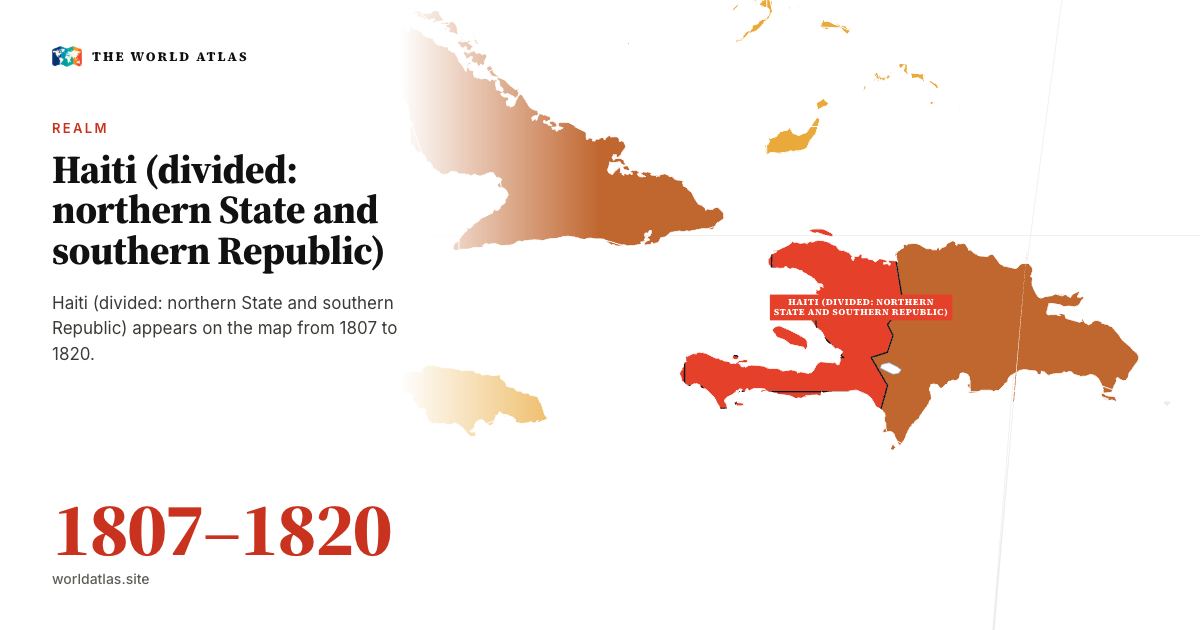 THE WORLD ATLAS
REALM
Haiti (divided:
northern State and
southern Republic)
Haiti (divided: northern State and southern
Republic) appears on the map from 1807 to
1820.
HAITI (DIVIDED: NORTHERN
STATE AND SOUTHERN REPUBLIC)
1807–1820
worldatlas.site